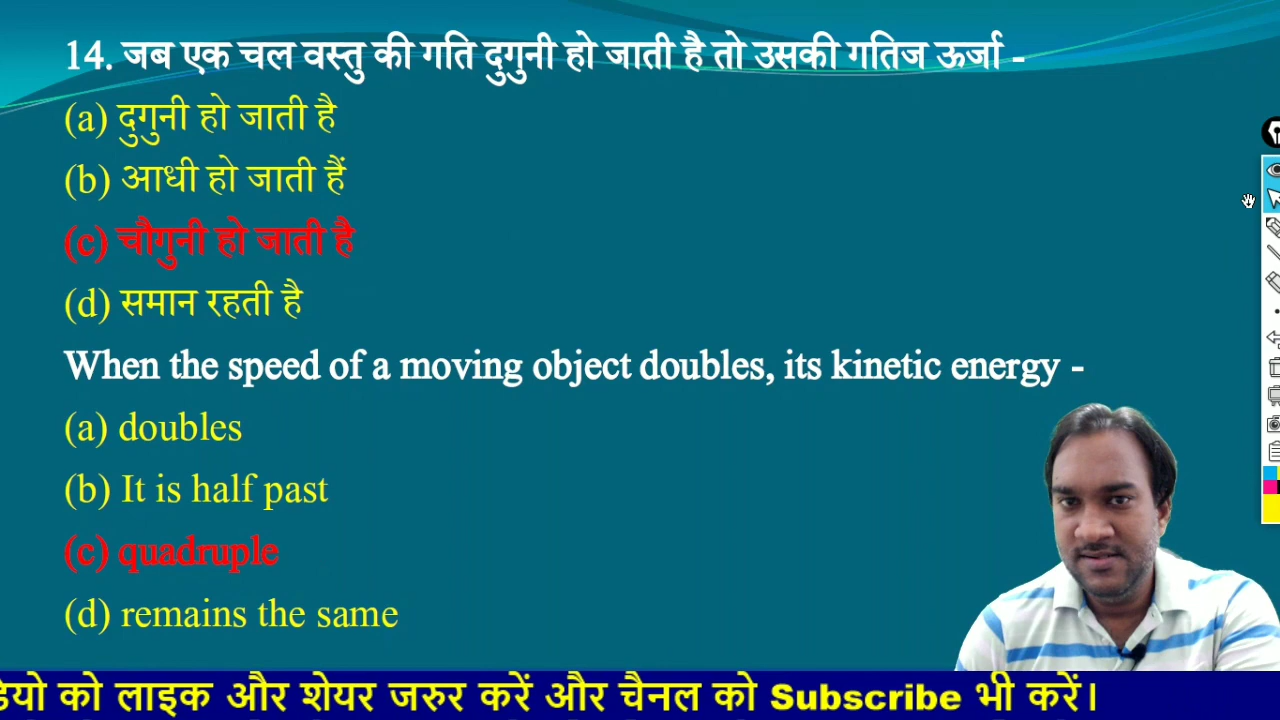 14. जब एक चल वस्तु की गति दुगुनी हो जाती है तो उसकी गतिज ऊर्जा -
(a) दुगुनी हो जाती है
(b) आधी हो जाती हैं
(c) चौगुनी हो जाती है
(d) समान रहती है
When the speed of a moving object doubles, its kinetic energy -
(a) doubles
(b) It is half past
(c) quadruple
(d) remains the same
को लाइक और शेयर जरुर करें और चैनल को Subscribe भी करें।